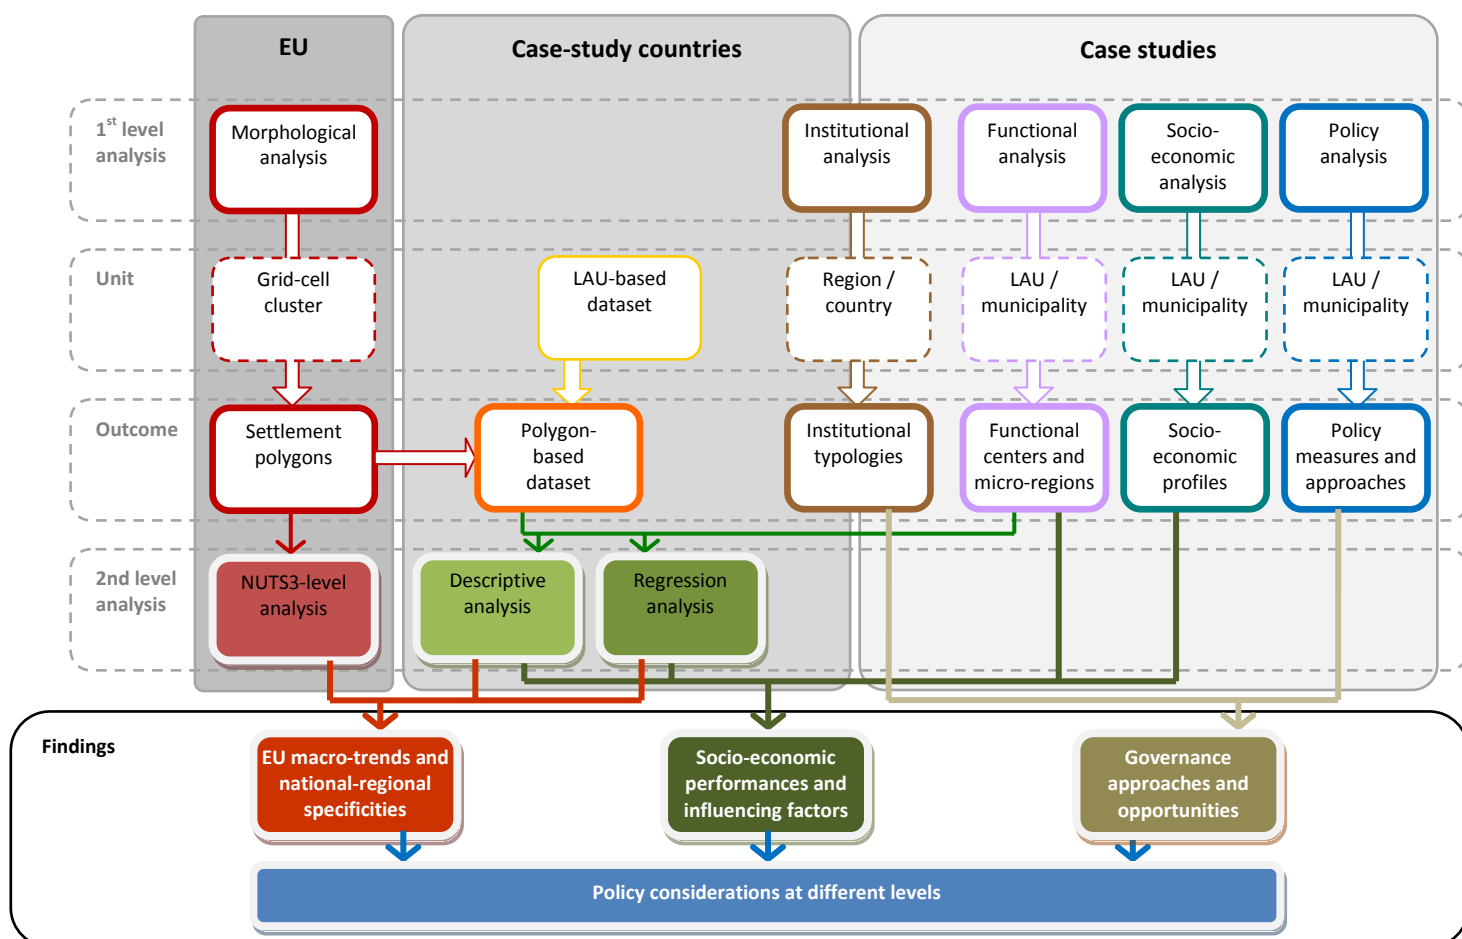 EU
Case-study countries
Case studies
1st level
analysis
Morphological
analysis
Institutional
analysis
Functional
analysis
Socio-
economic
analysis
Policy
analysis
Unit
Grid-cell
cluster
LAU-based
dataset
Region /
country
LAU /
municipality
LAU /
municipality
LAU /
municipality
Outcome
Settlement
polygons
Polygon-
based
dataset
Institutional
typologies
Functional
centers and
micro-regions
Socio-
economic
profiles
Policy
measures and
approaches
2nd level
analysis
NUTS3-level
analysis
Descriptive
analysis
Regression
analysis
Findings
EU macro-trends and
national-regional
specificities
Socio-economic
performances and
influencing factors
Governance
approaches and
opportunities
Policy considerations at different levels